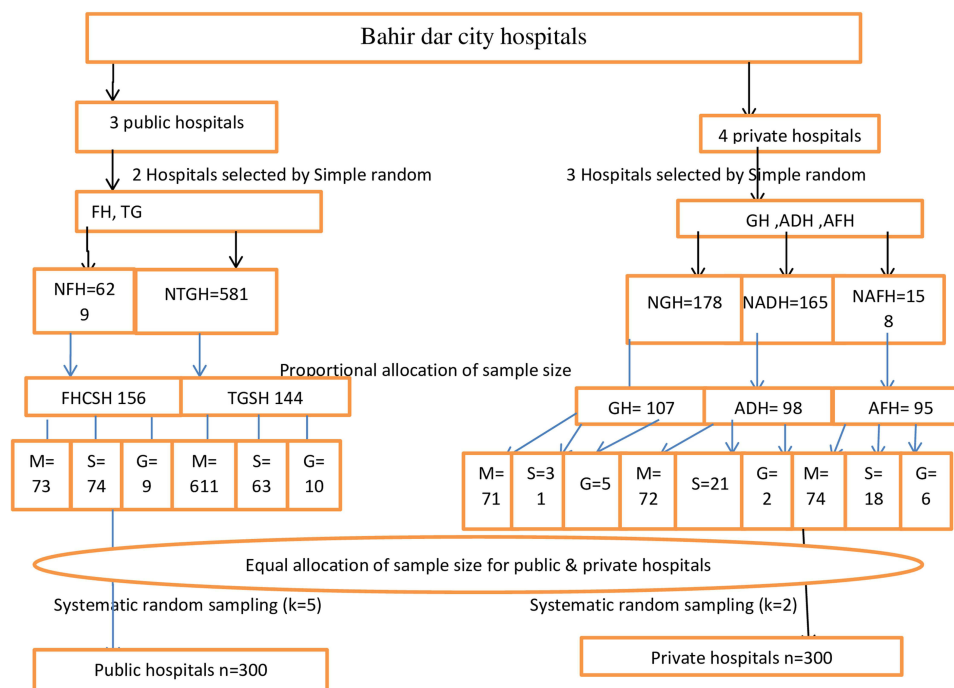 Bahir dar city hospitals
3 public hospitals
4 private hospitals
2 Hospitals selected by Simple random
3 Hospitals selected by Simple random
FH, TG
GH ,ADH ,AFH
NFH=62
9
NTGH=581
NGH=178
NADH=165
NAFH=15
8
Proportional allocation of sample size
FHCSH 156
TGSH 144
GH= 107
ADH= 98
AFH= 95
M=
73
S=
74
G=
9
M=
611
S=
63
G=
10
M=
71
S=3
1
G=5
M=
72
S=21
G=
2
M=
74
S=
18
G=
6
Equal allocation of sample size for public & private hospitals
Systematic random sampling (k=5)
Systematic random sampling (k=2)
Public hospitals n=300
Private hospitals n=300